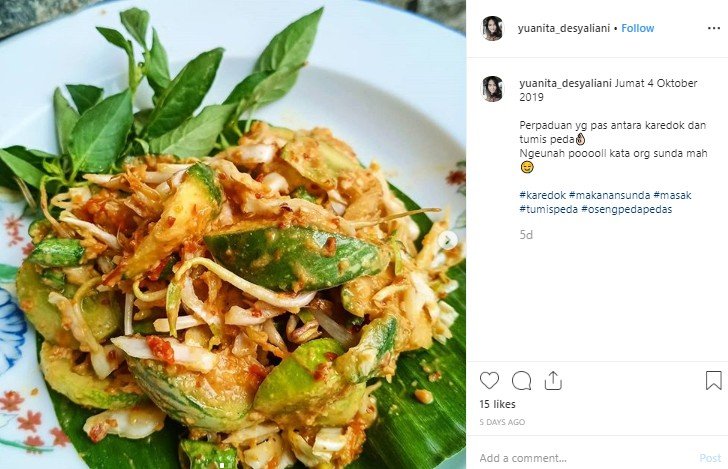 yuanita_desyaliani • Follow
yuanita_desyaliani Jumat 4 Oktober
2019
Perpaduan yg pas antara karedok dan
tumis peda👌
Ngeunah pooooll kata org sunda mah
😋
#karedok #makanansunda #masak
#tumispeda #osengpedapedas
5d
15 likes
5 DAYS AGO
Add a comment...
Post